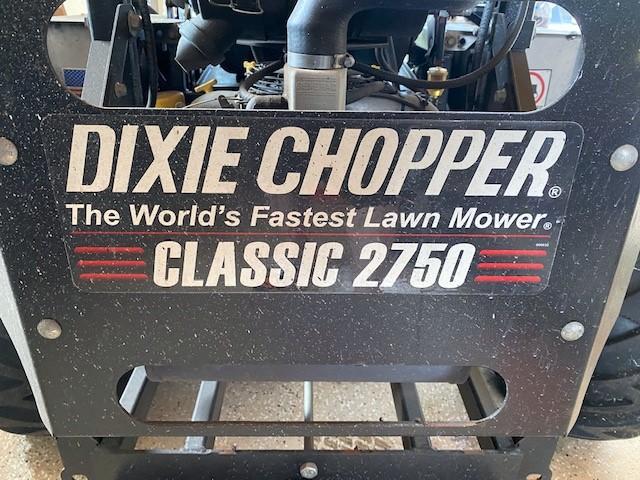 DIXIE CHOPPER®
The World's Fastest Lawn Mower®
CLASSIC 2750